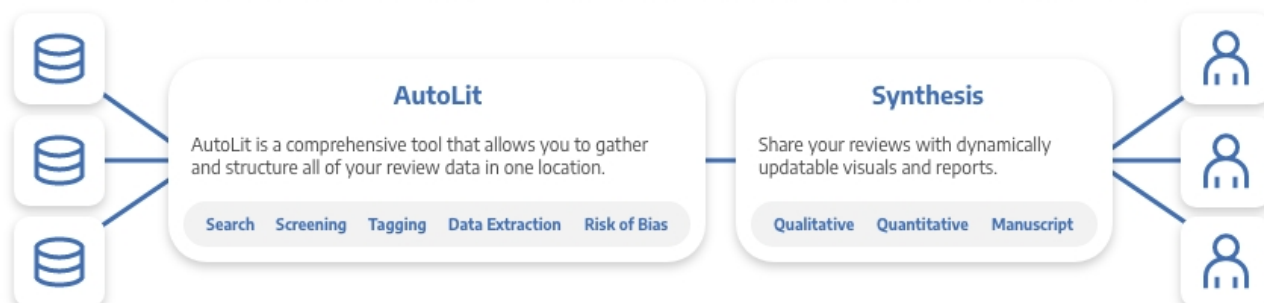 AutoLit
AutoLit is a comprehensive tool that allows you to gather
and structure all of your review data in one location.
Search Screening Tagging Data Extraction Risk of Bias
Synthesis
Share your reviews with dynamically
updatable visuals and reports.
Qualitative Quantitative Manuscript